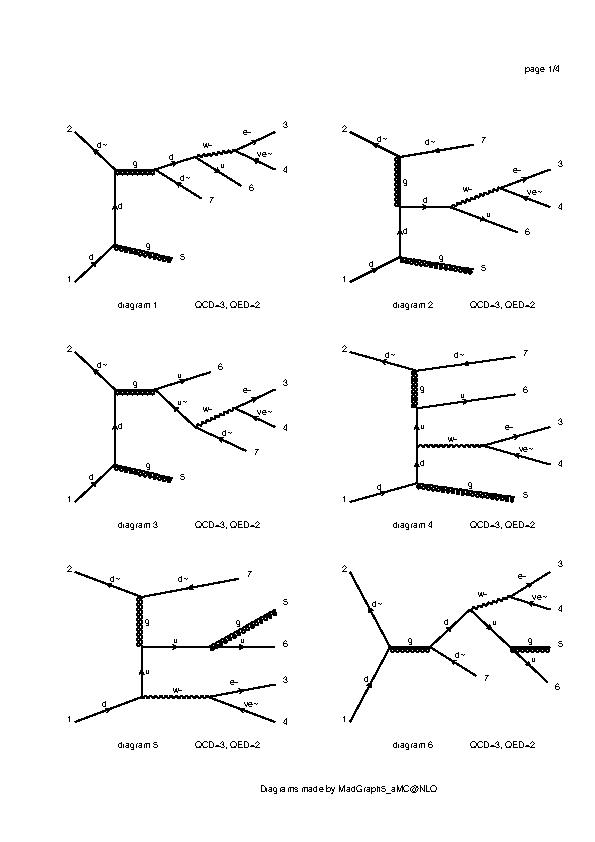 page 1/4
2 d~ g d w- e- 3
ve~ 4
d~ u 6
7
d
g 5
1 d
diagram 1 QCD=3, QED=2
2 d~ d~ 7
g
e- 3
w- ve~ 4
d u 6
d
g 5
1 d
diagram 2 QCD=3, QED=2
2 d~ g u 6
u~ e- 3
w- ve~ 4
d~ 7
d
g 5
1 d
diagram 3 QCD=3, QED=2
2 d~ d~ 7
g
u 6
u
e- 3
w- ve~ 4
d
g 5
1 d
diagram 4 QCD=3, QED=2
2 d~ d~ 7
g
g 5
u u 6
u
e- 3
w- ve~ 4
1 d
diagram 5 QCD=3, QED=2
2 d~
e- 3
w- ve~ 4
d u
g g 5
d~ u 6
7
d
1
diagram 6 QCD=3, QED=2
Diagrams made by MadGraph5_aMC@NLO